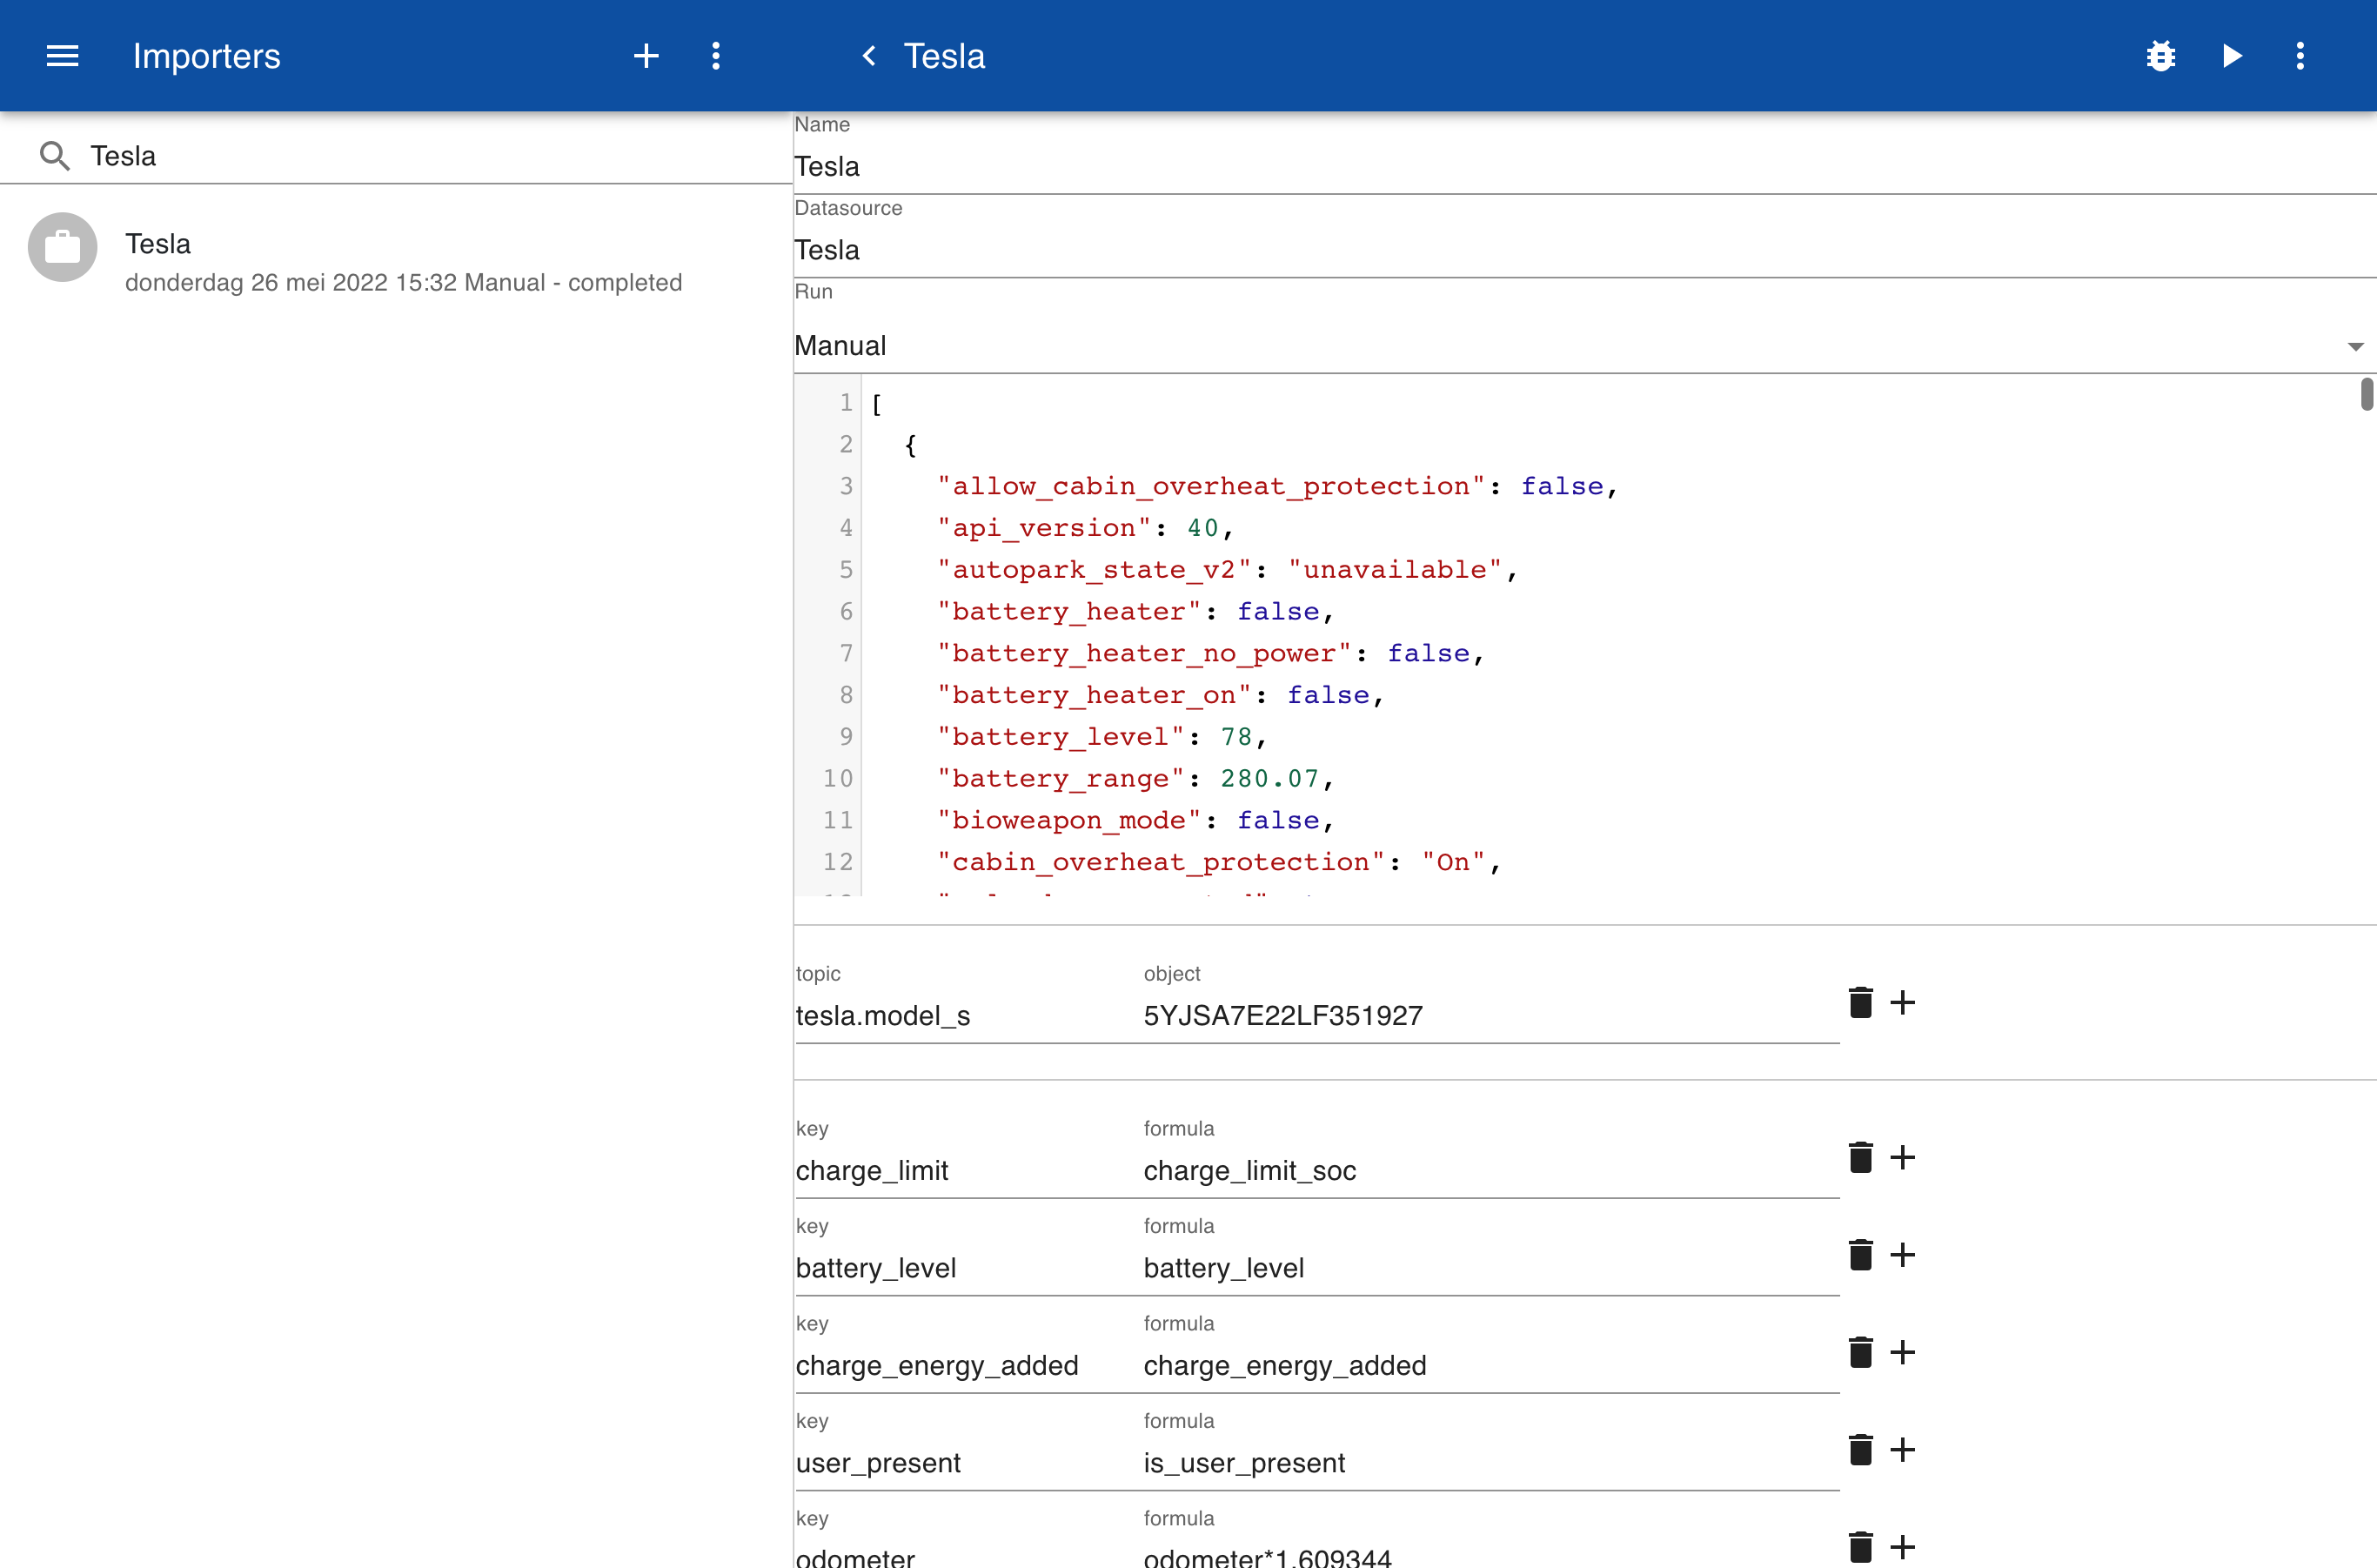 Importers
Tesla
Tesla
Tesla
donderdag 26 mei 2022 15:32 Manual - completed
Name
Tesla
Datasource
Tesla
Run
Manual
1 [
2 {
3 "allow_cabin_overheat_protection": false,
4 "api_version": 40,
5 "autopark_state_v2": "unavailable",
6 "battery_heater": false,
7 "battery_heater_no_power": false,
8 "battery_heater_on": false,
9 "battery_level": 78,
10 "battery_range": 280.07,
11 "bioweapon_mode": false,
12 "cabin_overheat_protection": "On",
topic object
tesla.model_s 5YJSA7E22LF351927
key formula
charge_limit charge_limit_soc
key formula
battery_level battery_level
key formula
charge_energy_added charge_energy_added
key formula
user_present is_user_present
key formula
odometer odometer*1.609344